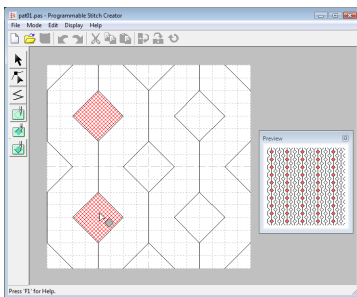 pat01.pas - Programmable Stitch Creator
File Mode Edit Display Help
Preview
Press 'F1' for Help.